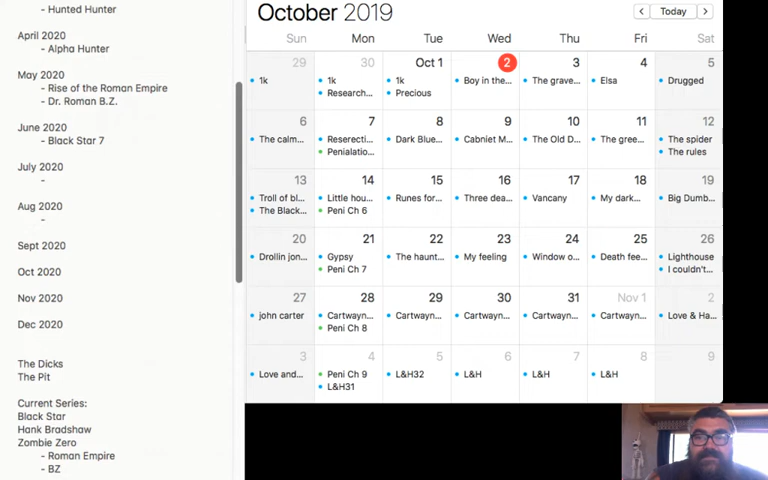 - Hunted Hunter
April 2020
- Alpha Hunter
May 2020
- Rise of the Roman Empire
- Dr. Roman B.Z.
June 2020
- Black Star 7
July 2020
-
Aug 2020
-
Sept 2020
Oct 2020
Nov 2020
Dec 2020
The Dicks
The Pit
Current Series:
Black Star
Hank Bradshaw
Zombie Zero
- Roman Empire
- BZ
October 2019
< Today >
Sun Mon Tue Wed Thu Fri Sat
29 30 Oct 1 2 3 4 5
1k 1k 1k Boy in the... The grave... Elsa Drugged
Research... Precious
6 7 8 9 10 11 12
The calm... Reserecti... Dark Blue... Cabniet M... The Old D... The gree... The spider
Penialatio... The rules
13 14 15 16 17 18 19
Troll of bl... Little hou... Runes for... Three dea... Vancany My dark... Big Dumb...
The Black... Peni Ch 6
20 21 22 23 24 25 26
Drollin jon... Gypsy The haunt... My feeling Window o... Death fee... Lighthouse
Peni Ch 7 I couldn't...
27 28 29 30 31 Nov 1 2
john carter Cartwayn... Cartwayn... Cartwayn... Cartwayn... Cartwayn... Love & Ha...
Peni Ch 8
3 4 5 6 7 8 9
Love and... Peni Ch 9 L&H32 L&H L&H L&H
L&H31